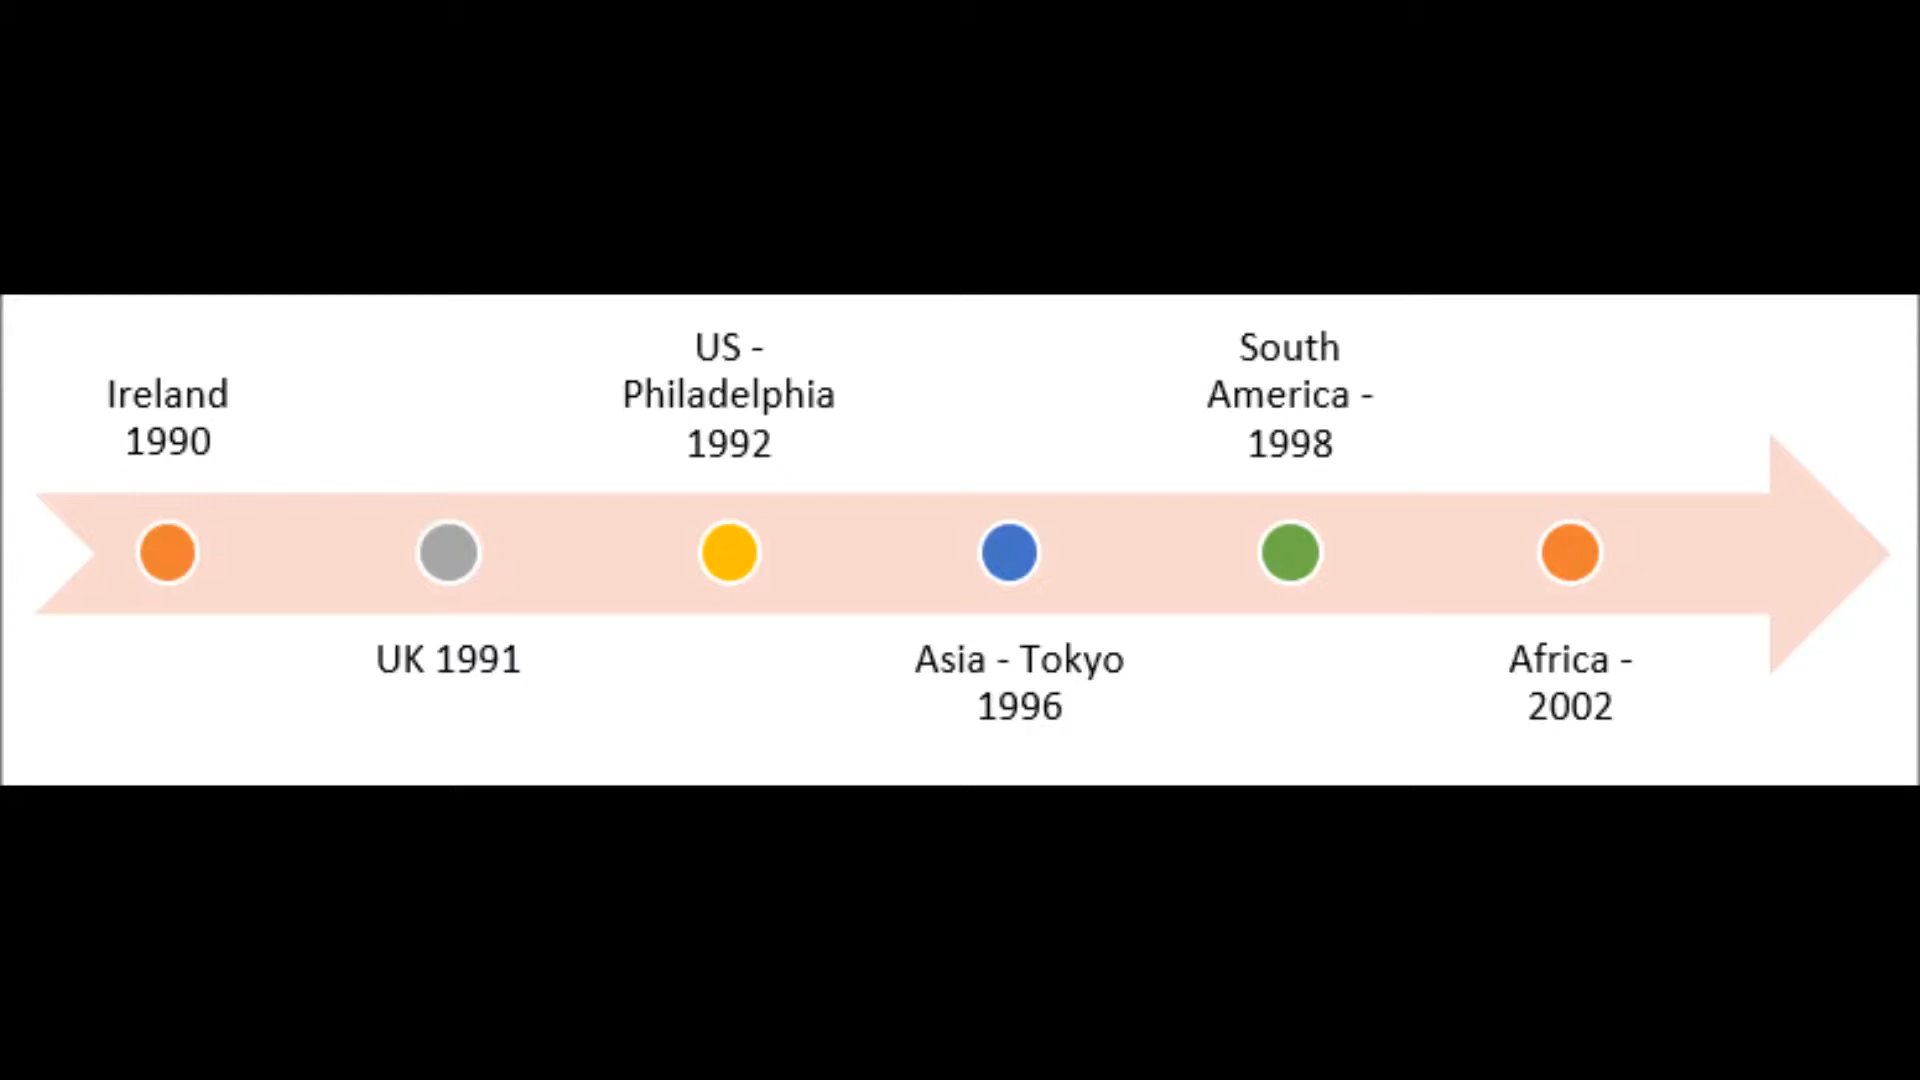 Ireland
1990
UK 1991
US -
Philadelphia
1992
Asia - Tokyo
1996
South
America -
1998
Africa -
2002